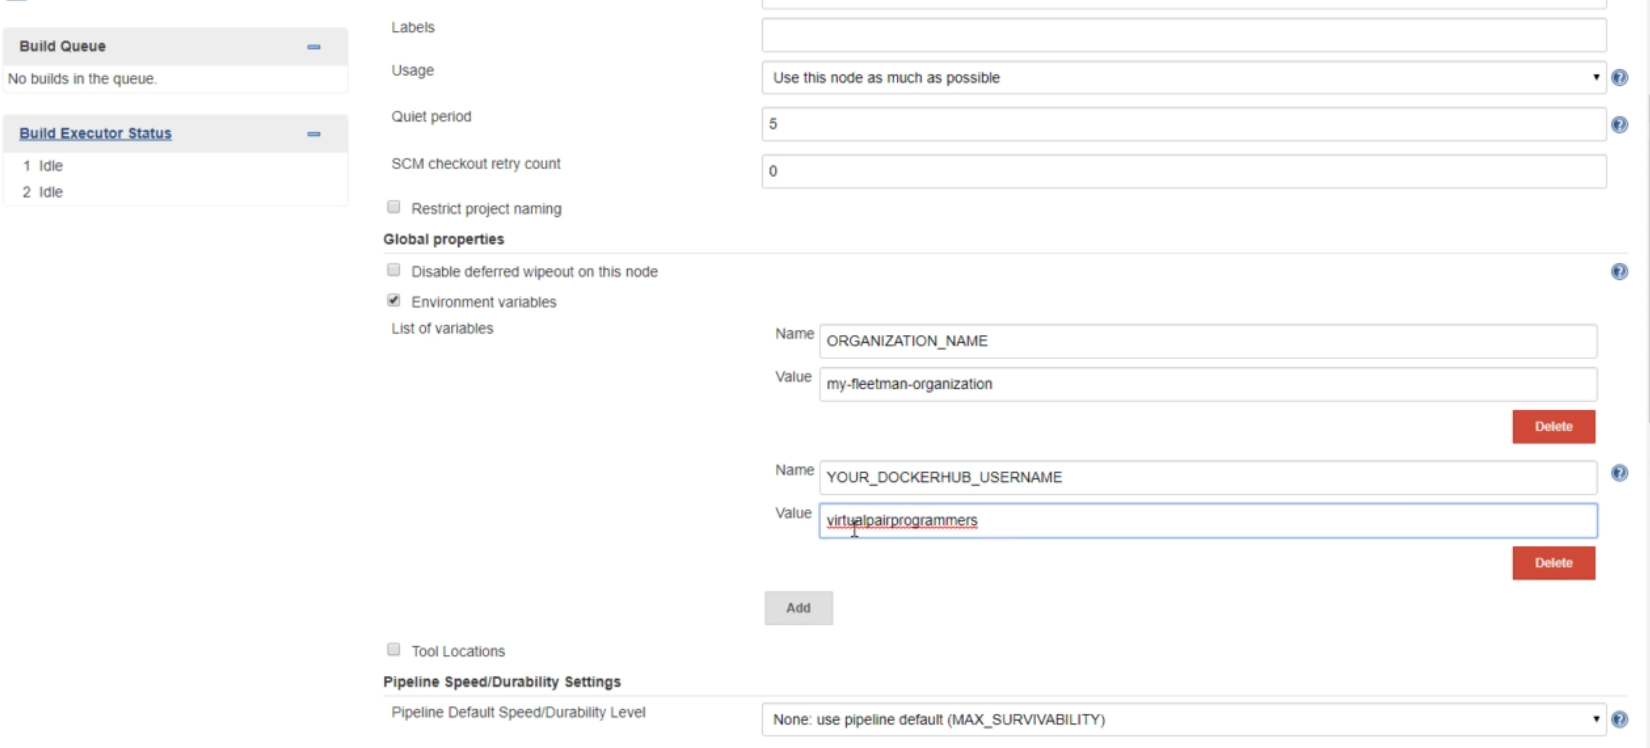 Build Queue
No builds in the queue.
Build Executor Status
1 Idle
2 Idle
Labels
Usage
Use this node as much as possible
Quiet period
5
SCM checkout retry count
0
Restrict project naming
Global properties
Disable deferred wipeout on this node
Environment variables
List of variables
Name
ORGANIZATION_NAME
Value
my-fleetman-organization
Delete
Name
YOUR_DOCKERHUB_USERNAME
Value
virtualpairprogrammers
Delete
Add
Tool Locations
Pipeline Speed/Durability Settings
Pipeline Default Speed/Durability Level
None: use pipeline default (MAX_SURVIVABILITY)